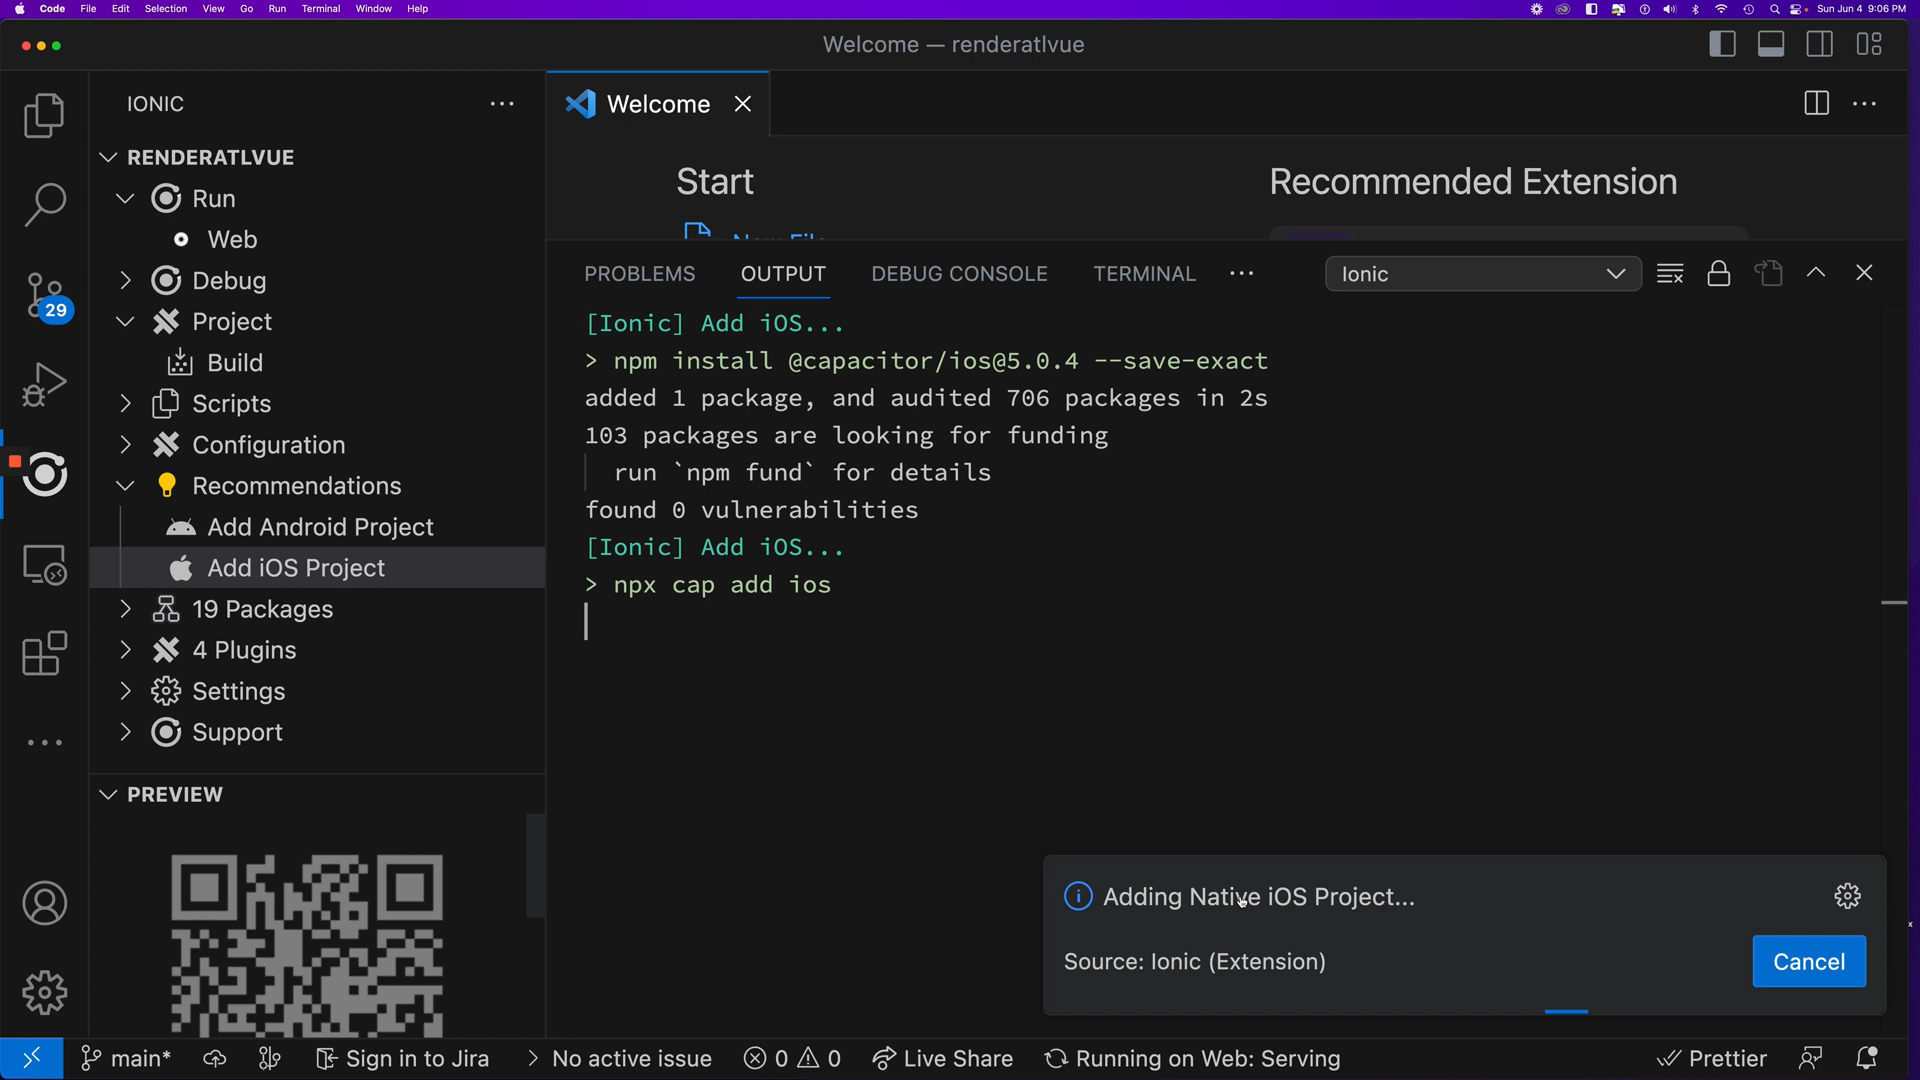 Code File Edit Selection View Go Run Terminal Window Help
Sun Jun 4 9:06 PM
Welcome — renderatlvue
IONIC
RENDERATLVUE
Run
Web
Debug
Project
Build
Scripts
Configuration
Recommendations
Add Android Project
Add iOS Project
19 Packages
4 Plugins
Settings
Support
PREVIEW
29
Welcome
Start
Recommended Extension
New File
PROBLEMS OUTPUT DEBUG CONSOLE TERMINAL
Ionic
[Ionic] Add iOS...
> npm install @capacitor/ios@5.0.4 --save-exact
added 1 package, and audited 706 packages in 2s
103 packages are looking for funding
run `npm fund` for details
found 0 vulnerabilities
[Ionic] Add iOS...
> npx cap add ios
Adding Native iOS Project...
Source: Ionic (Extension)
Cancel
main* Sign in to Jira No active issue 0 0 Live Share Running on Web: Serving Prettier